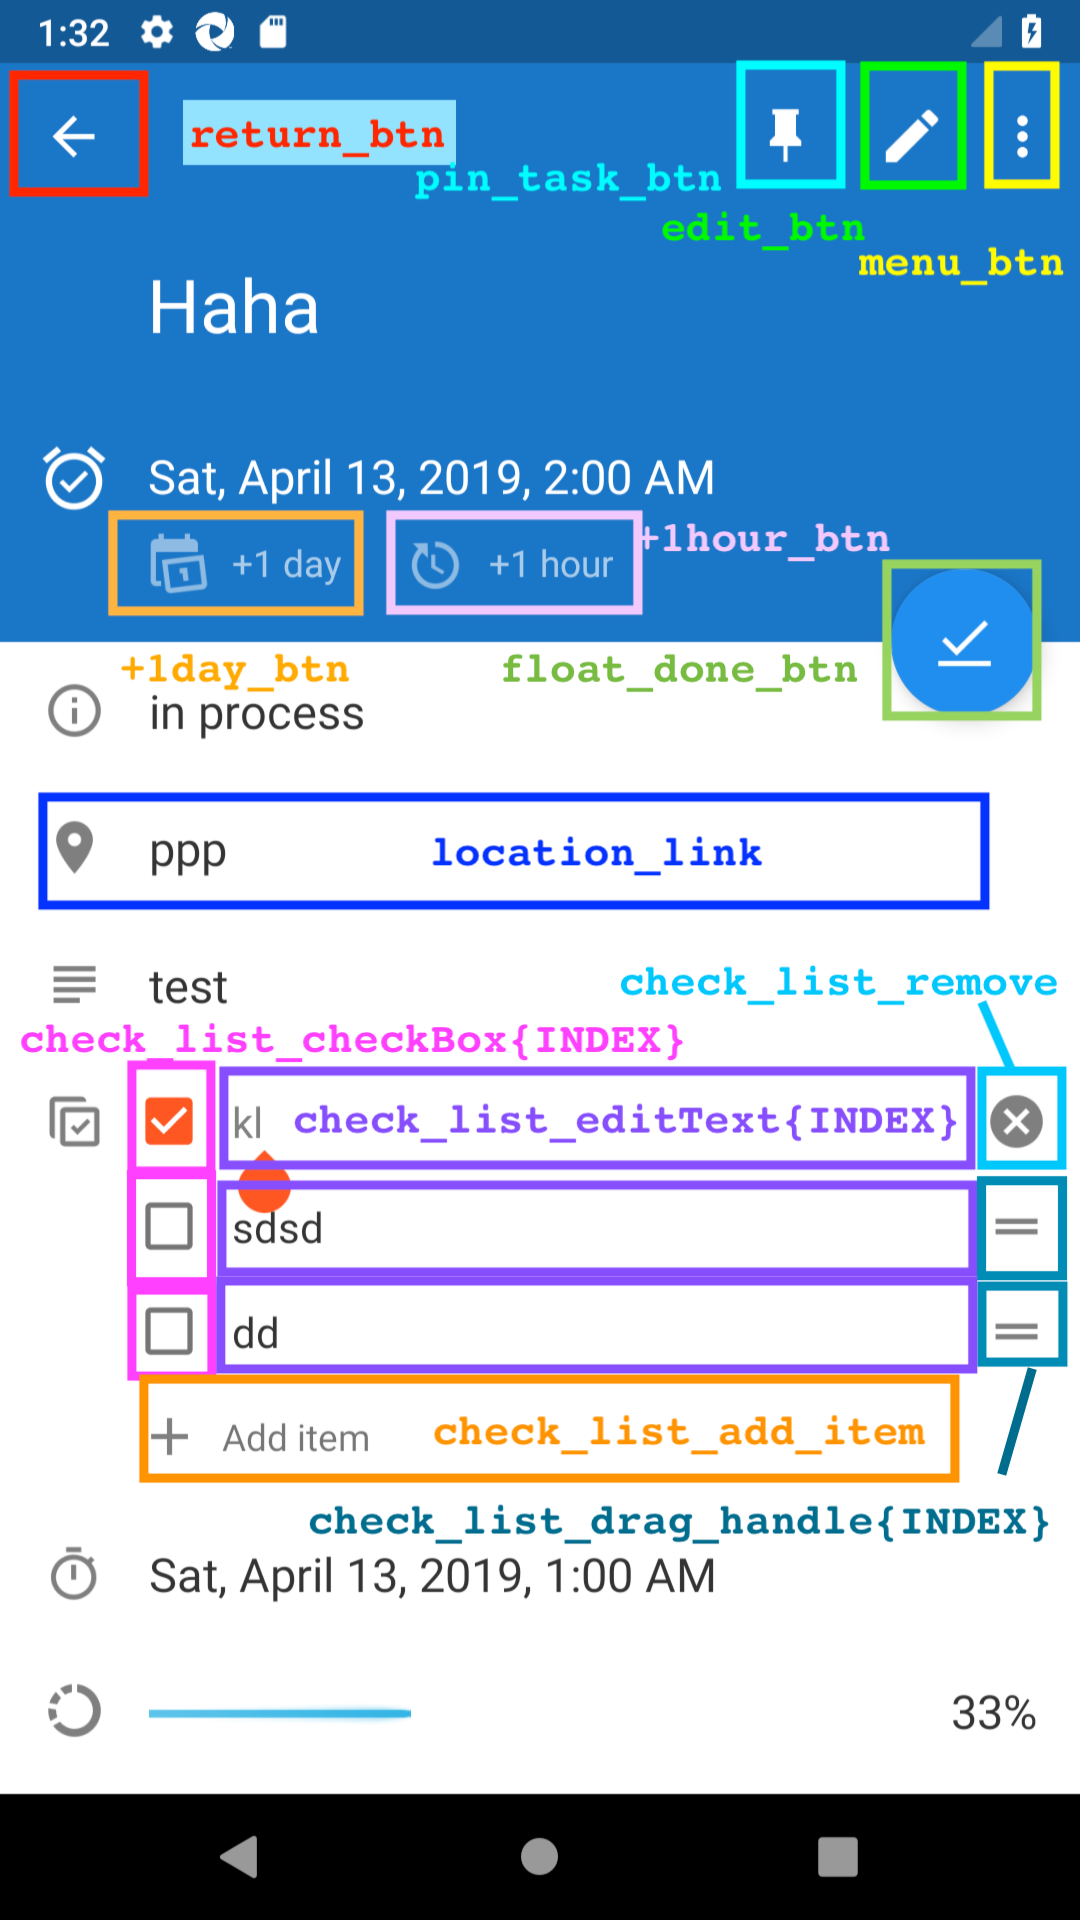 1:32
return_btn
pin_task_btn
edit_btn
menu_btn
Haha
Sat, April 13, 2019, 2:00 AM
+1 day
+1 hour
+1hour_btn
+1day_btn
float_done_btn
in process
ppp
location_link
test
check_list_remove
check_list_checkBox{INDEX}
kl
check_list_editText{INDEX}
sdsd
dd
Add item
check_list_add_item
check_list_drag_handle{INDEX}
Sat, April 13, 2019, 1:00 AM
33%